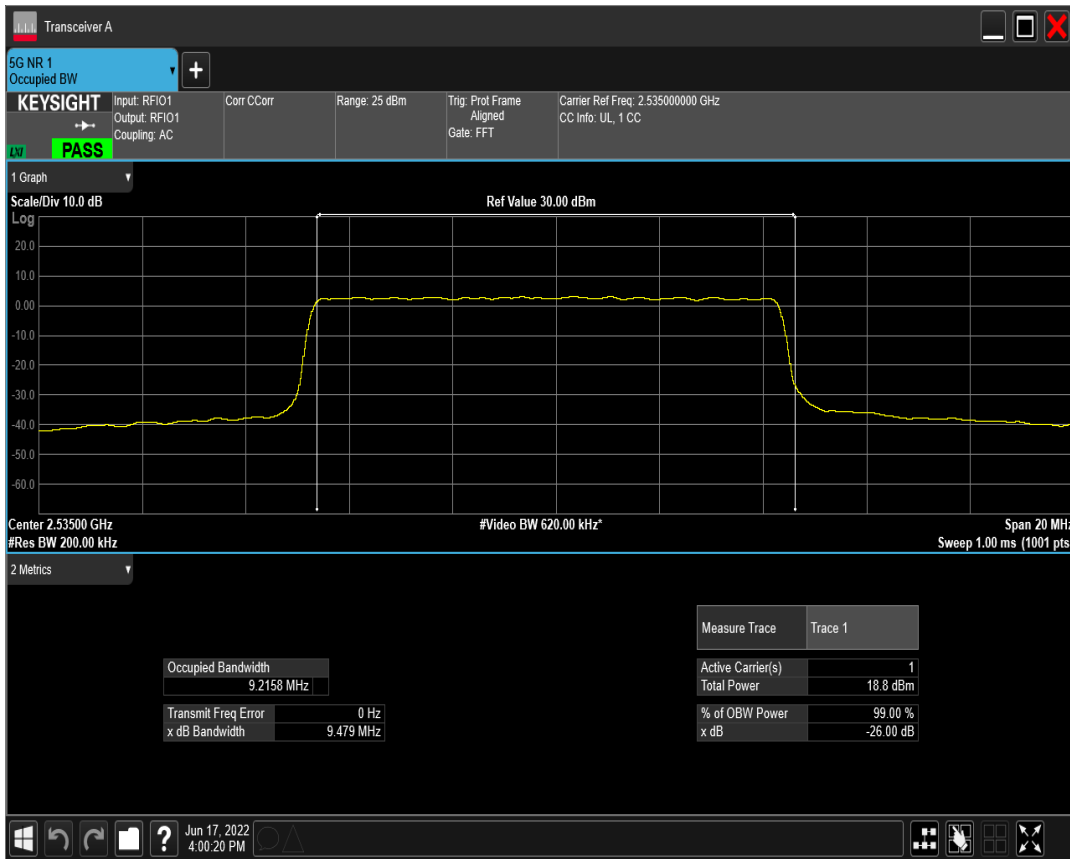 Transceiver A
5G NR 1
Occupied BW
KEYSIGHT
LXI
PASS
Input: RFIO1
Output: RFIO1
Coupling: AC
Corr CCorr
Range: 25 dBm
Trig: Prot Frame
Aligned
Gate: FFT
Carrier Ref Freq: 2.535000000 GHz
CC Info: UL, 1 CC
1 Graph
Scale/Div 10.0 dB
Ref Value 30.00 dBm
Log
20.0
10.0
0.00
-10.0
-20.0
-30.0
-40.0
-50.0
-60.0
Center 2.53500 GHz
#Video BW 620.00 kHz*
Span 20 MHz
#Res BW 200.00 kHz
Sweep 1.00 ms (1001 pts
2 Metrics
Measure Trace Trace 1
Occupied Bandwidth
9.2158 MHz
Active Carrier(s) 1
Total Power 18.8 dBm
Transmit Freq Error 0 Hz
x dB Bandwidth 9.479 MHz
% of OBW Power 99.00 %
x dB -26.00 dB
?
Jun 17, 2022
4:00:20 PM